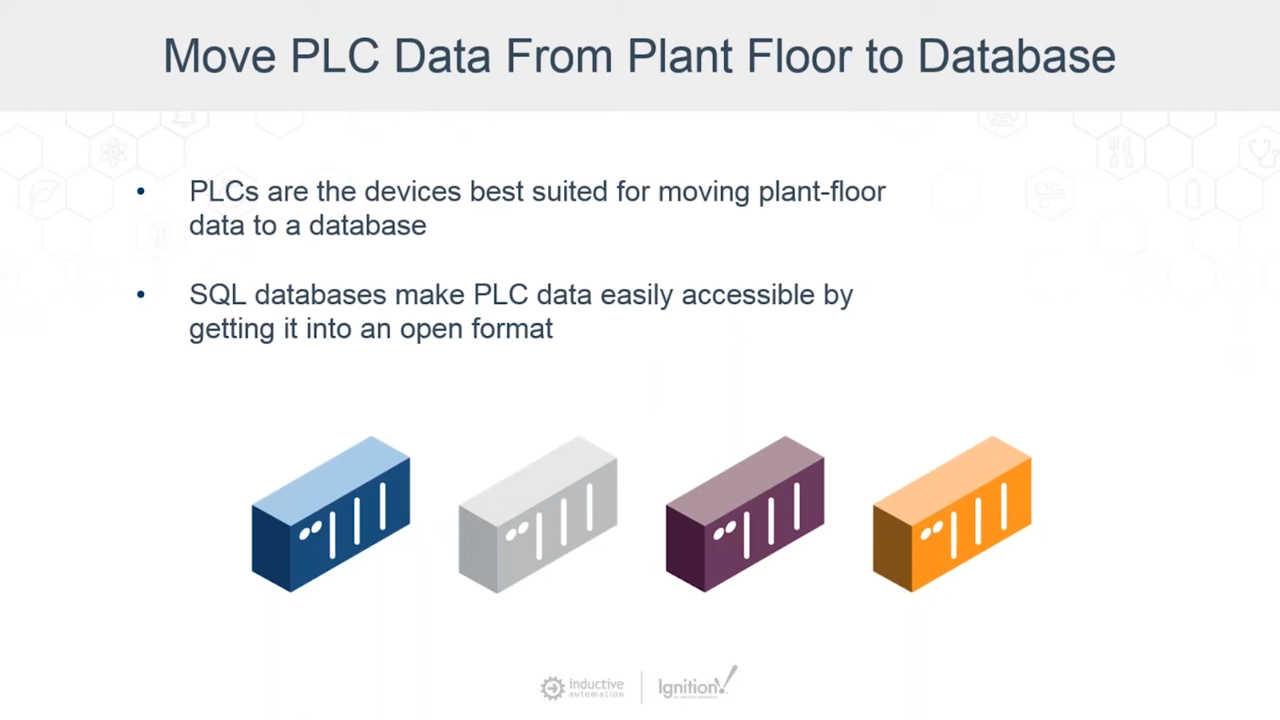 Move PLC Data From Plant Floor to Database
• PLCs are the devices best suited for moving plant-floor
data to a database
• SQL databases make PLC data easily accessible by
getting it into an open format
inductive
automation
Ignition!